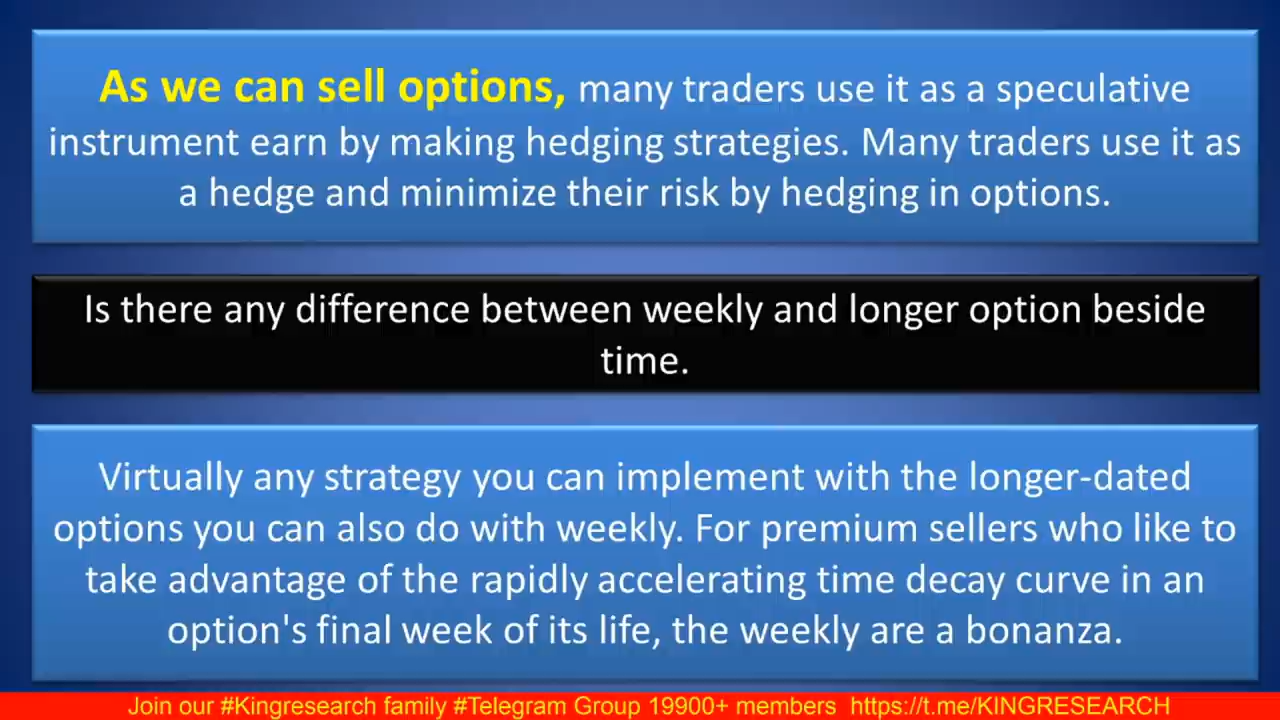 As we can sell options, many traders use it as a speculative
instrument earn by making hedging strategies. Many traders use it as
a hedge and minimize their risk by hedging in options.
Is there any difference between weekly and longer option beside
time.
Virtually any strategy you can implement with the longer-dated
options you can also do with weekly. For premium sellers who like to
take advantage of the rapidly accelerating time decay curve in an
option's final week of its life, the weekly are a bonanza.
Join our #Kingresearch family #Telegram Group 19900+ members https://t.me/KINGRESEARCH